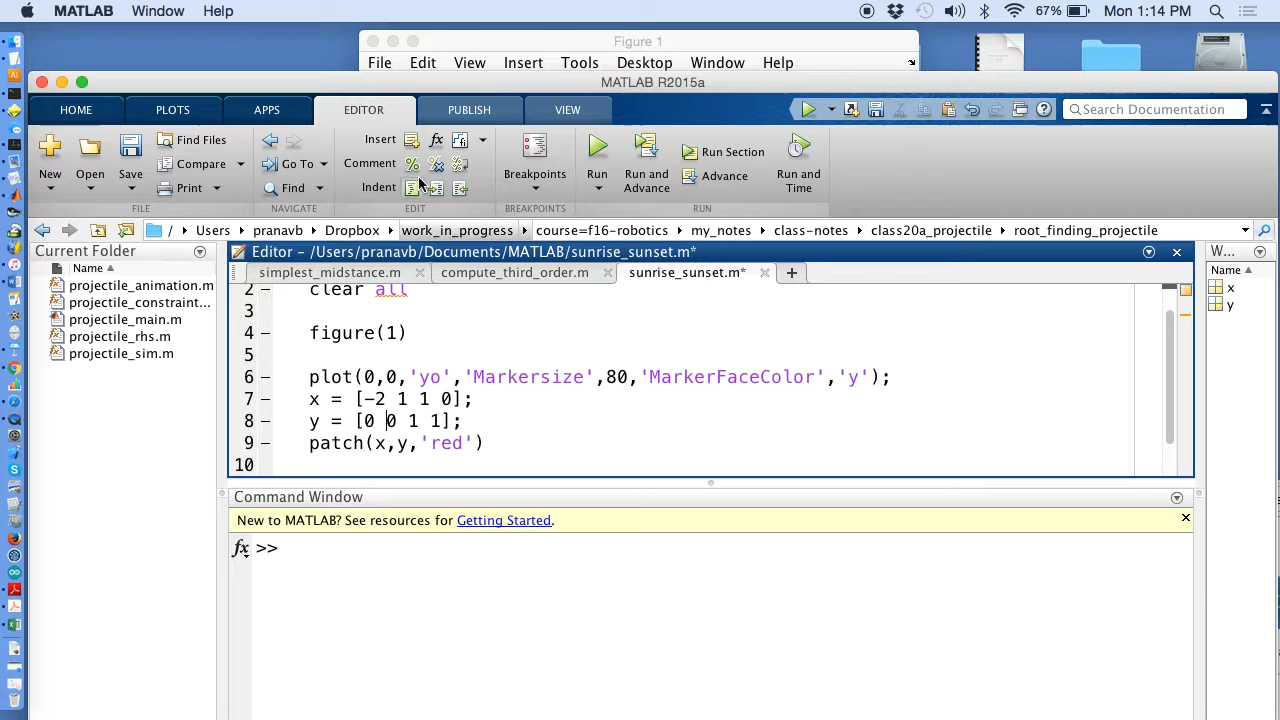 MATLAB Window Help 67% Mon 1:14 PM
Figure 1
File Edit View Insert Tools Desktop Window Help
MATLAB R2015a
HOME PLOTS APPS EDITOR PUBLISH VIEW Search Documentation
New Open Save Find Files Compare Print
Go To Find
Insert fx
Comment % %
Indent
Breakpoints
Run Run and Advance Run Section Advance Run and Time
FILE NAVIGATE EDIT BREAKPOINTS RUN
/ Users pranavb Dropbox work_in_progress course=f16-robotics my_notes class-notes class20a_projectile root_finding_projectile
Current Folder
Name
projectile_animation.m
projectile_constraint...
projectile_main.m
projectile_rhs.m
projectile_sim.m
Editor – /Users/pranavb/Documents/MATLAB/sunrise_sunset.m*
simplest_midstance.m compute_third_order.m sunrise_sunset.m* +
2 – clear all
3
4 – figure(1)
5
6 – plot(0,0,'yo','Markersize',80,'MarkerFaceColor','y');
7 – x = [-2 1 1 0];
8 – y = [0 0 1 1];
9 – patch(x,y,'red')
10
W...
Name
x
y
Command Window
New to MATLAB? See resources for Getting Started.
fx >>